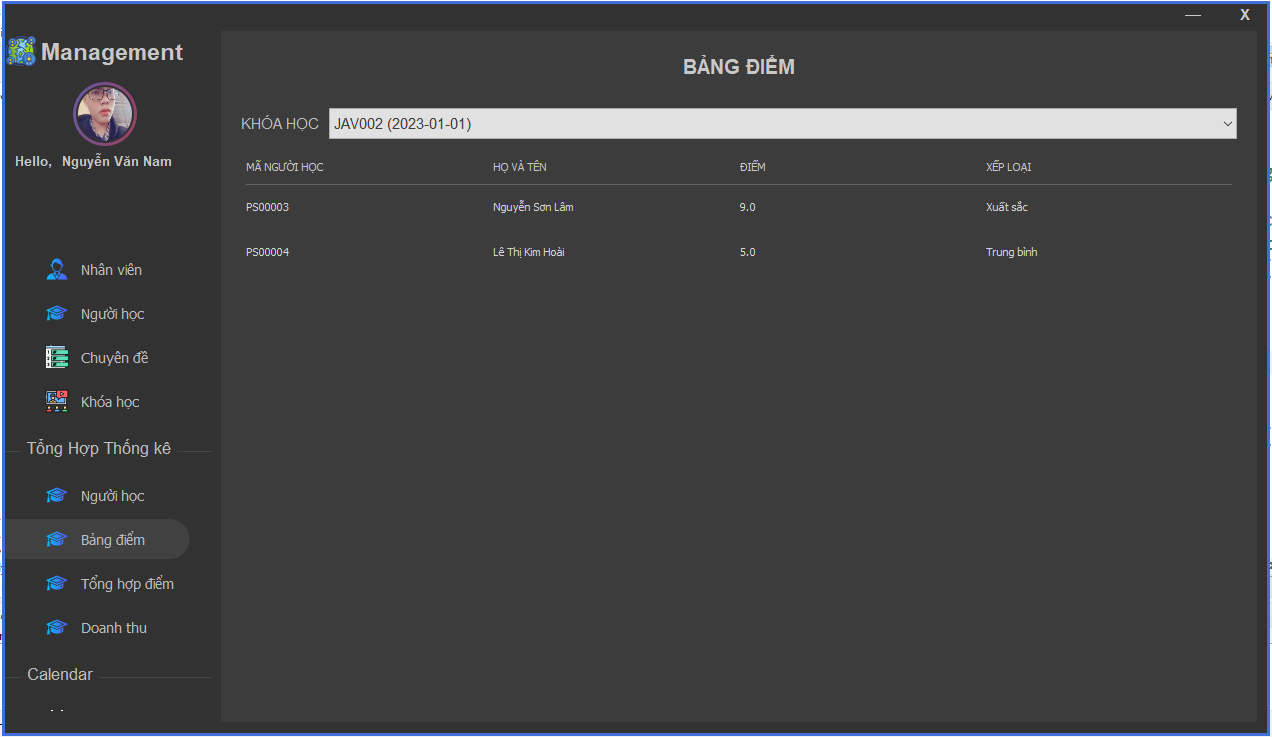 — X
Management
Hello, Nguyễn Văn Nam
Nhân viên
Người học
Chuyên đề
Khóa học
Tổng Hợp Thống kê
Người học
Bảng điểm
Tổng hợp điểm
Doanh thu
Calendar
BẢNG ĐIỂM
KHÓA HỌC JAV002 (2023-01-01)
MÃ NGƯỜI HỌC HỌ VÀ TÊN ĐIỂM XẾP LOẠI
PS00003 Nguyễn Sơn Lâm 9.0 Xuất sắc
PS00004 Lê Thị Kim Hoài 5.0 Trung bình